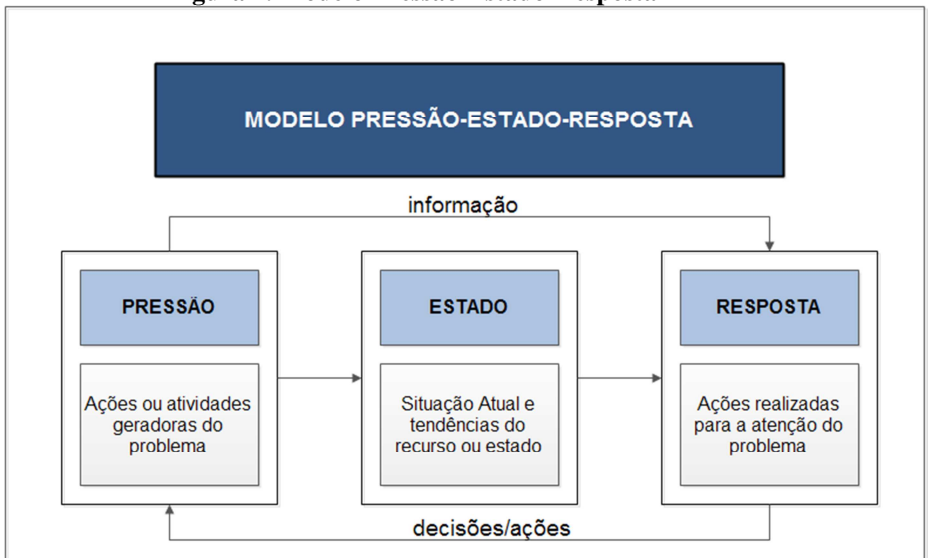 MODELO PRESSÃO-ESTADO-RESPOSTA
informação
PRESSÃO
Ações ou atividades
geradoras do
problema
ESTADO
Situação Atual e
tendências do
recurso ou estado
RESPOSTA
Ações realizadas
para a atenção do
problema
decisões/ações